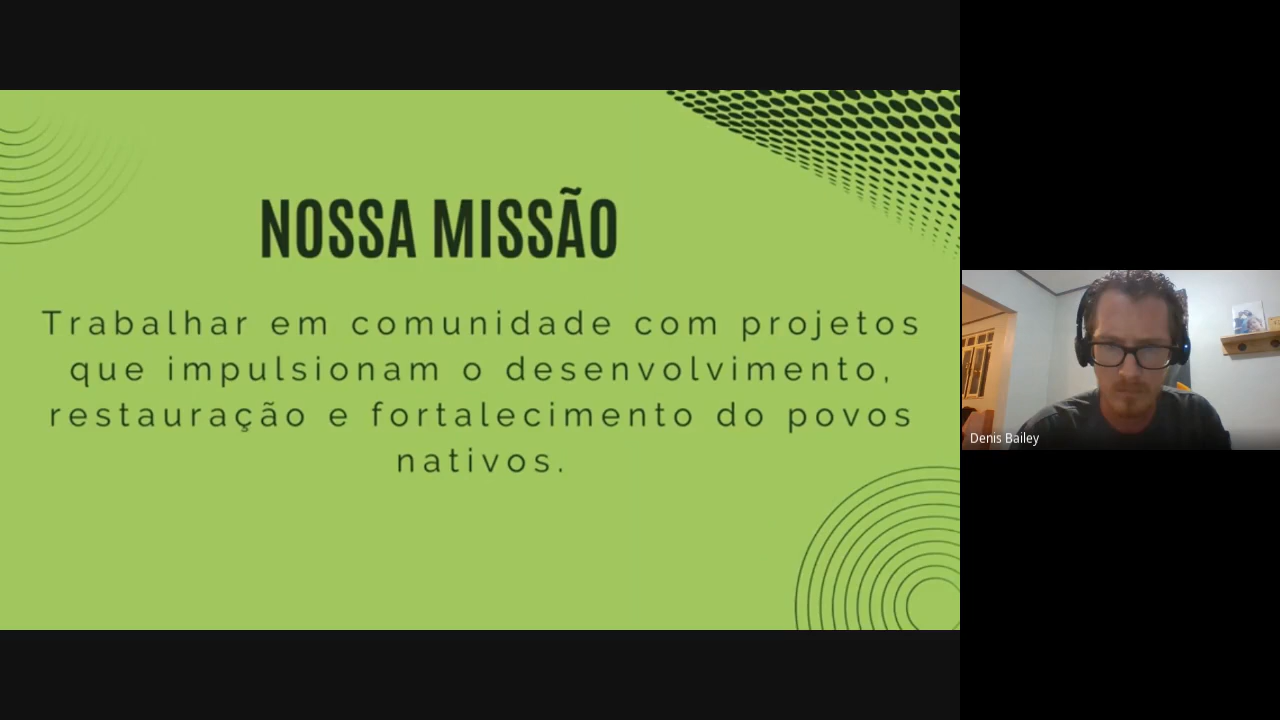 NOSSA MISSÃO
Trabalhar em comunidade com projetos
que impulsionam o desenvolvimento,
restauração e fortalecimento do povos
nativos.
Denis Bailey